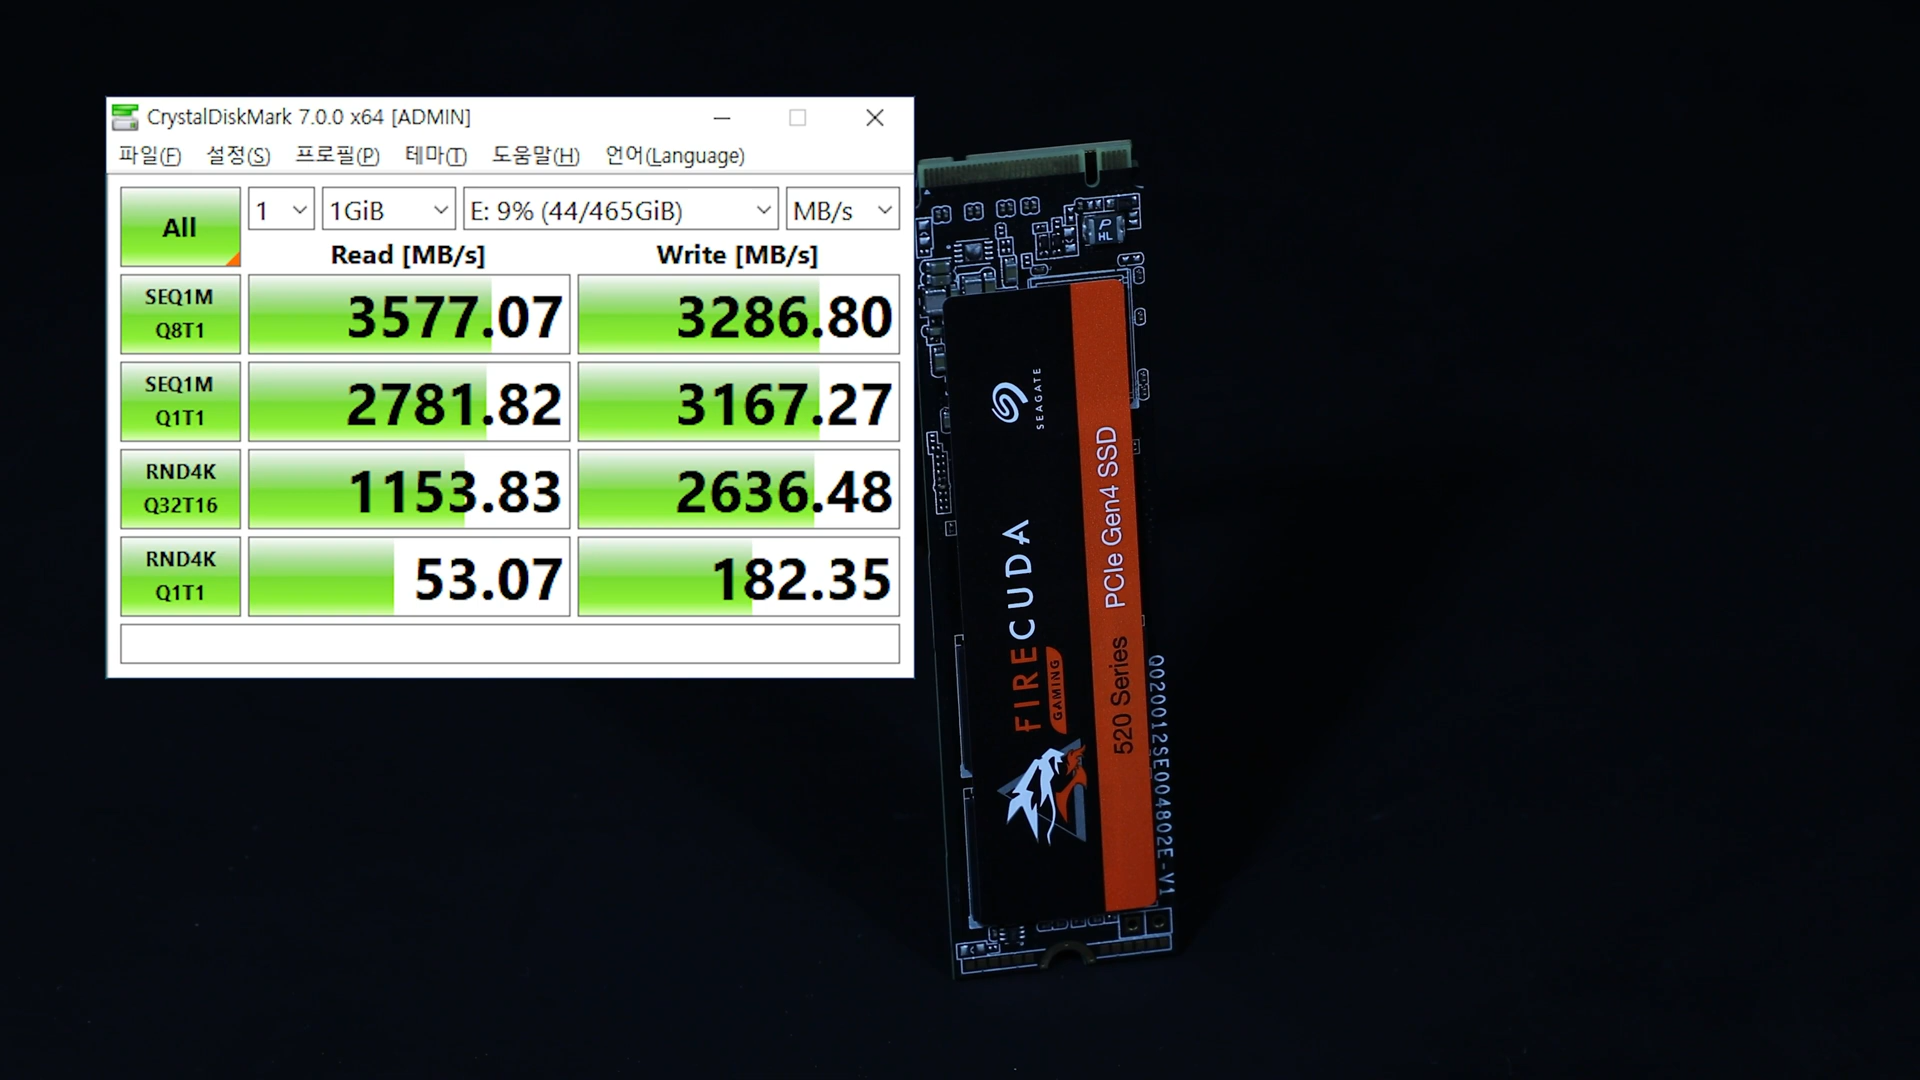 CrystalDiskMark 7.0.0 x64 [ADMIN]
파일(F) 설정(S) 프로필(P) 테마(T) 도움말(H) 언어(Language)
All 1 1GiB E: 9% (44/465GiB) MB/s
Read [MB/s] Write [MB/s]
SEQ1M
Q8T1
3577.07 3286.80
SEQ1M
Q1T1
2781.82 3167.27
RND4K
Q32T16
1153.83 2636.48
RND4K
Q1T1
53.07 182.35
P
HL
SEAGATE
FIRECUDA
GAMING
520 Series PCIe Gen4 SSD
Q020012SE004802E-V1